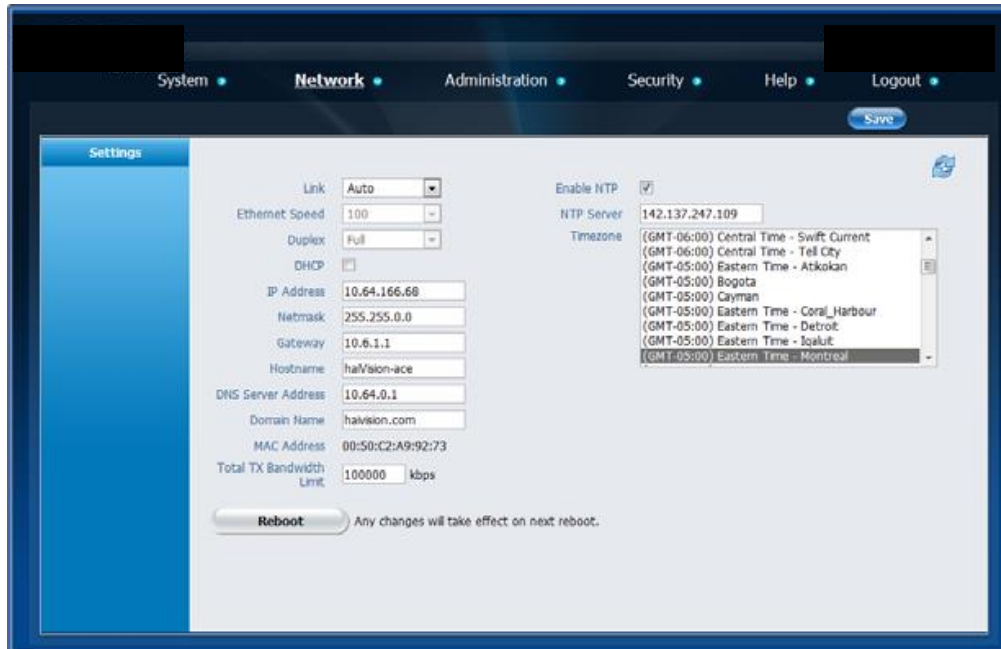 System
Network
Administration
Security
Help
Logout
Save
Settings
Link Auto
Ethernet Speed 100
Duplex Full
DHCP
IP Address 10.64.166.68
Netmask 255.255.0.0
Gateway 10.6.1.1
Hostname haiVision-ace
DNS Server Address 10.64.0.1
Domain Name haivision.com
MAC Address 00:50:C2:A9:92:73
Total TX Bandwidth
Limit 100000 kbps
Reboot Any changes will take effect on next reboot.
Enable NTP
NTP Server 142.137.247.109
Timezone
(GMT-06:00) Central Time - Swift Current
(GMT-06:00) Central Time - Tell City
(GMT-05:00) Eastern Time - Atikokan
(GMT-05:00) Bogota
(GMT-05:00) Cayman
(GMT-05:00) Eastern Time - Coral_Harbour
(GMT-05:00) Eastern Time - Detroit
(GMT-05:00) Eastern Time - Iqaluit
(GMT-05:00) Eastern Time - Montreal